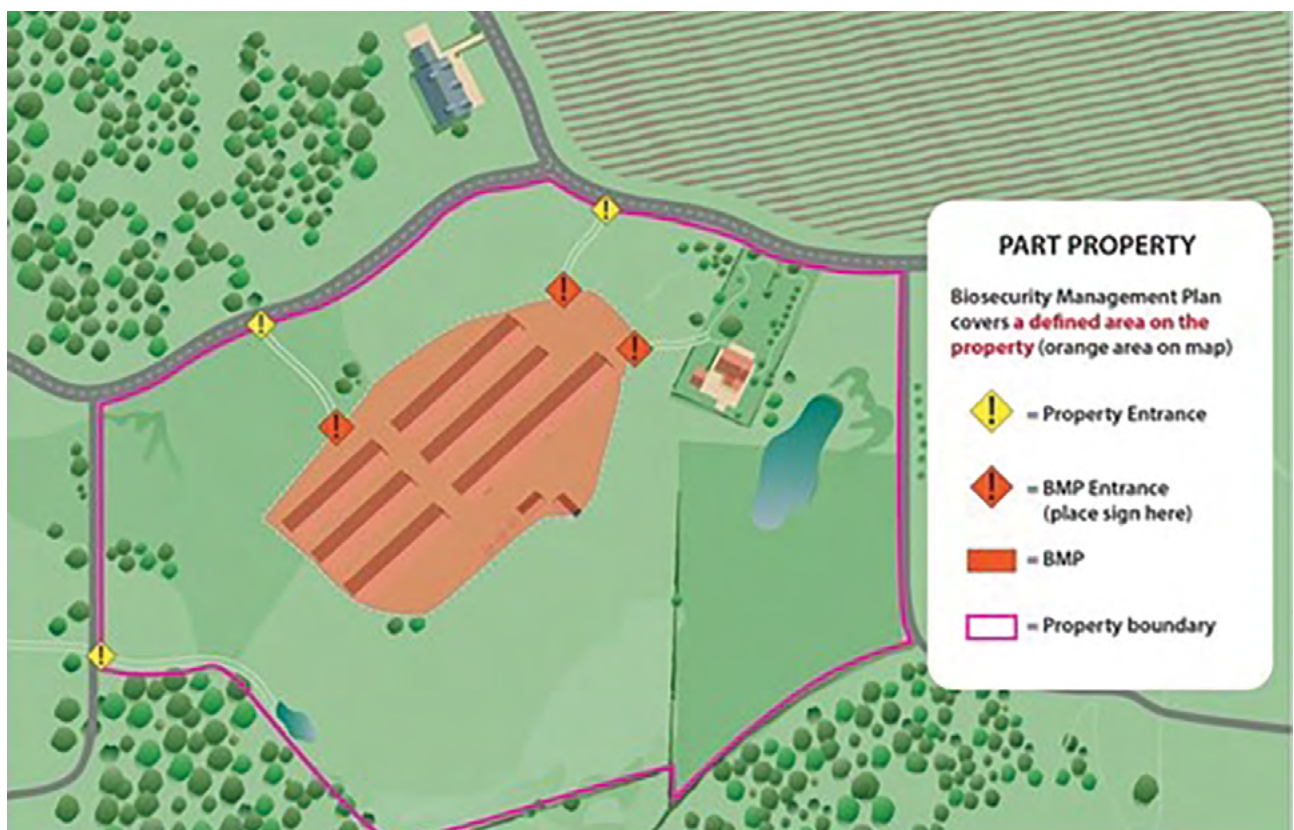 PART PROPERTY
Biosecurity Management Plan
covers a defined area on the
property (orange area on map)
! = Property Entrance
! = BMP Entrance
(place sign here)
= BMP
= Property boundary
!
!
!
!
!
!